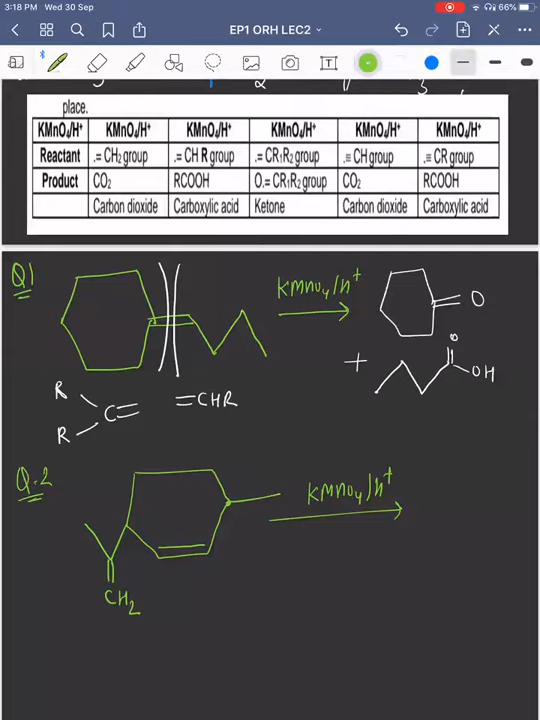 3:18 PM Wed 30 Sep
66%
EP1 ORH LEC2
T
place.
KMnO₄/H⁺ KMnO₄/H⁺ KMnO₄/H⁺ KMnO₄/H⁺ KMnO₄/H⁺ KMnO₄/H⁺
Reactant .= CH₂ group .= CH R group .= CR₁R₂ group .≡ CH group .≡ CR group
Product CO₂ RCOOH O.= CR₁R₂ group CO₂ RCOOH
Carbon dioxide Carboxylic acid Ketone Carbon dioxide Carboxylic acid
Q1
KMnO₄/H⁺
O
+
O
OH
R
C=
=CHR
R
Q.2
KMnO₄/H⁺
CH₂